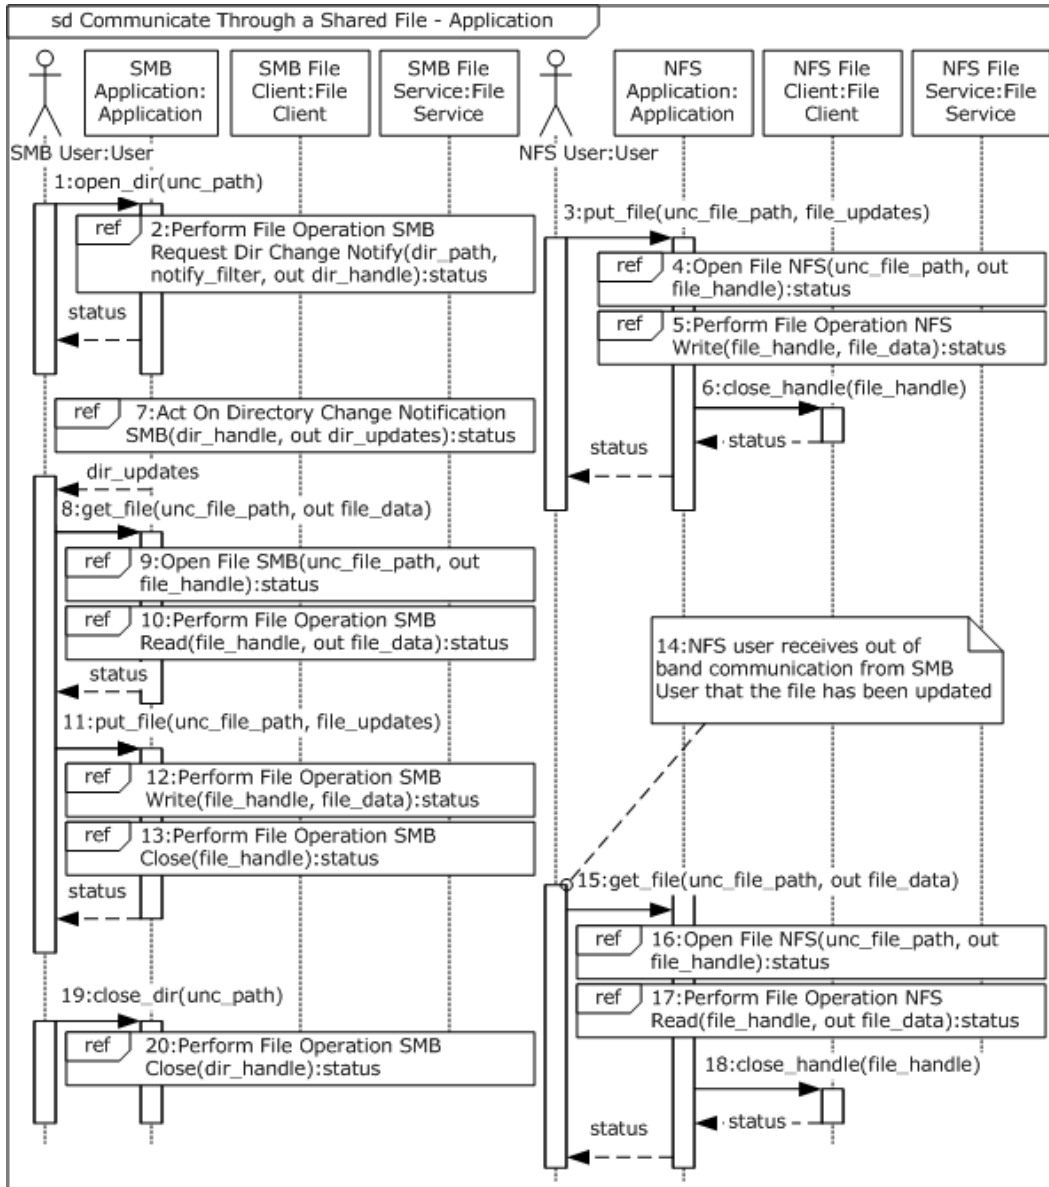 sd Communicate Through a Shared File - Application
SMB User:User
SMB
Application:
Application
SMB File
Client:File
Client
SMB File
Service:File
Service
NFS User:User
NFS
Application:
Application
NFS File
Client:File
Client
NFS File
Service:File
Service
1:open_dir(unc_path)
ref
2:Perform File Operation SMB
Request Dir Change Notify(dir_path,
notify_filter, out dir_handle):status
status
3:put_file(unc_file_path, file_updates)
ref
4:Open File NFS(unc_file_path, out
file_handle):status
ref
5:Perform File Operation NFS
Write(file_handle, file_data):status
6:close_handle(file_handle)
status
status
ref
7:Act On Directory Change Notification
SMB(dir_handle, out dir_updates):status
dir_updates
8:get_file(unc_file_path, out file_data)
ref
9:Open File SMB(unc_file_path, out
file_handle):status
ref
10:Perform File Operation SMB
Read(file_handle, out file_data):status
status
11:put_file(unc_file_path, file_updates)
ref
12:Perform File Operation SMB
Write(file_handle, file_data):status
ref
13:Perform File Operation SMB
Close(file_handle):status
status
14:NFS user receives out of
band communication from SMB
User that the file has been updated
15:get_file(unc_file_path, out file_data)
ref
16:Open File NFS(unc_file_path, out
file_handle):status
ref
17:Perform File Operation NFS
Read(file_handle, out file_data):status
18:close_handle(file_handle)
status
status
19:close_dir(unc_path)
ref
20:Perform File Operation SMB
Close(dir_handle):status